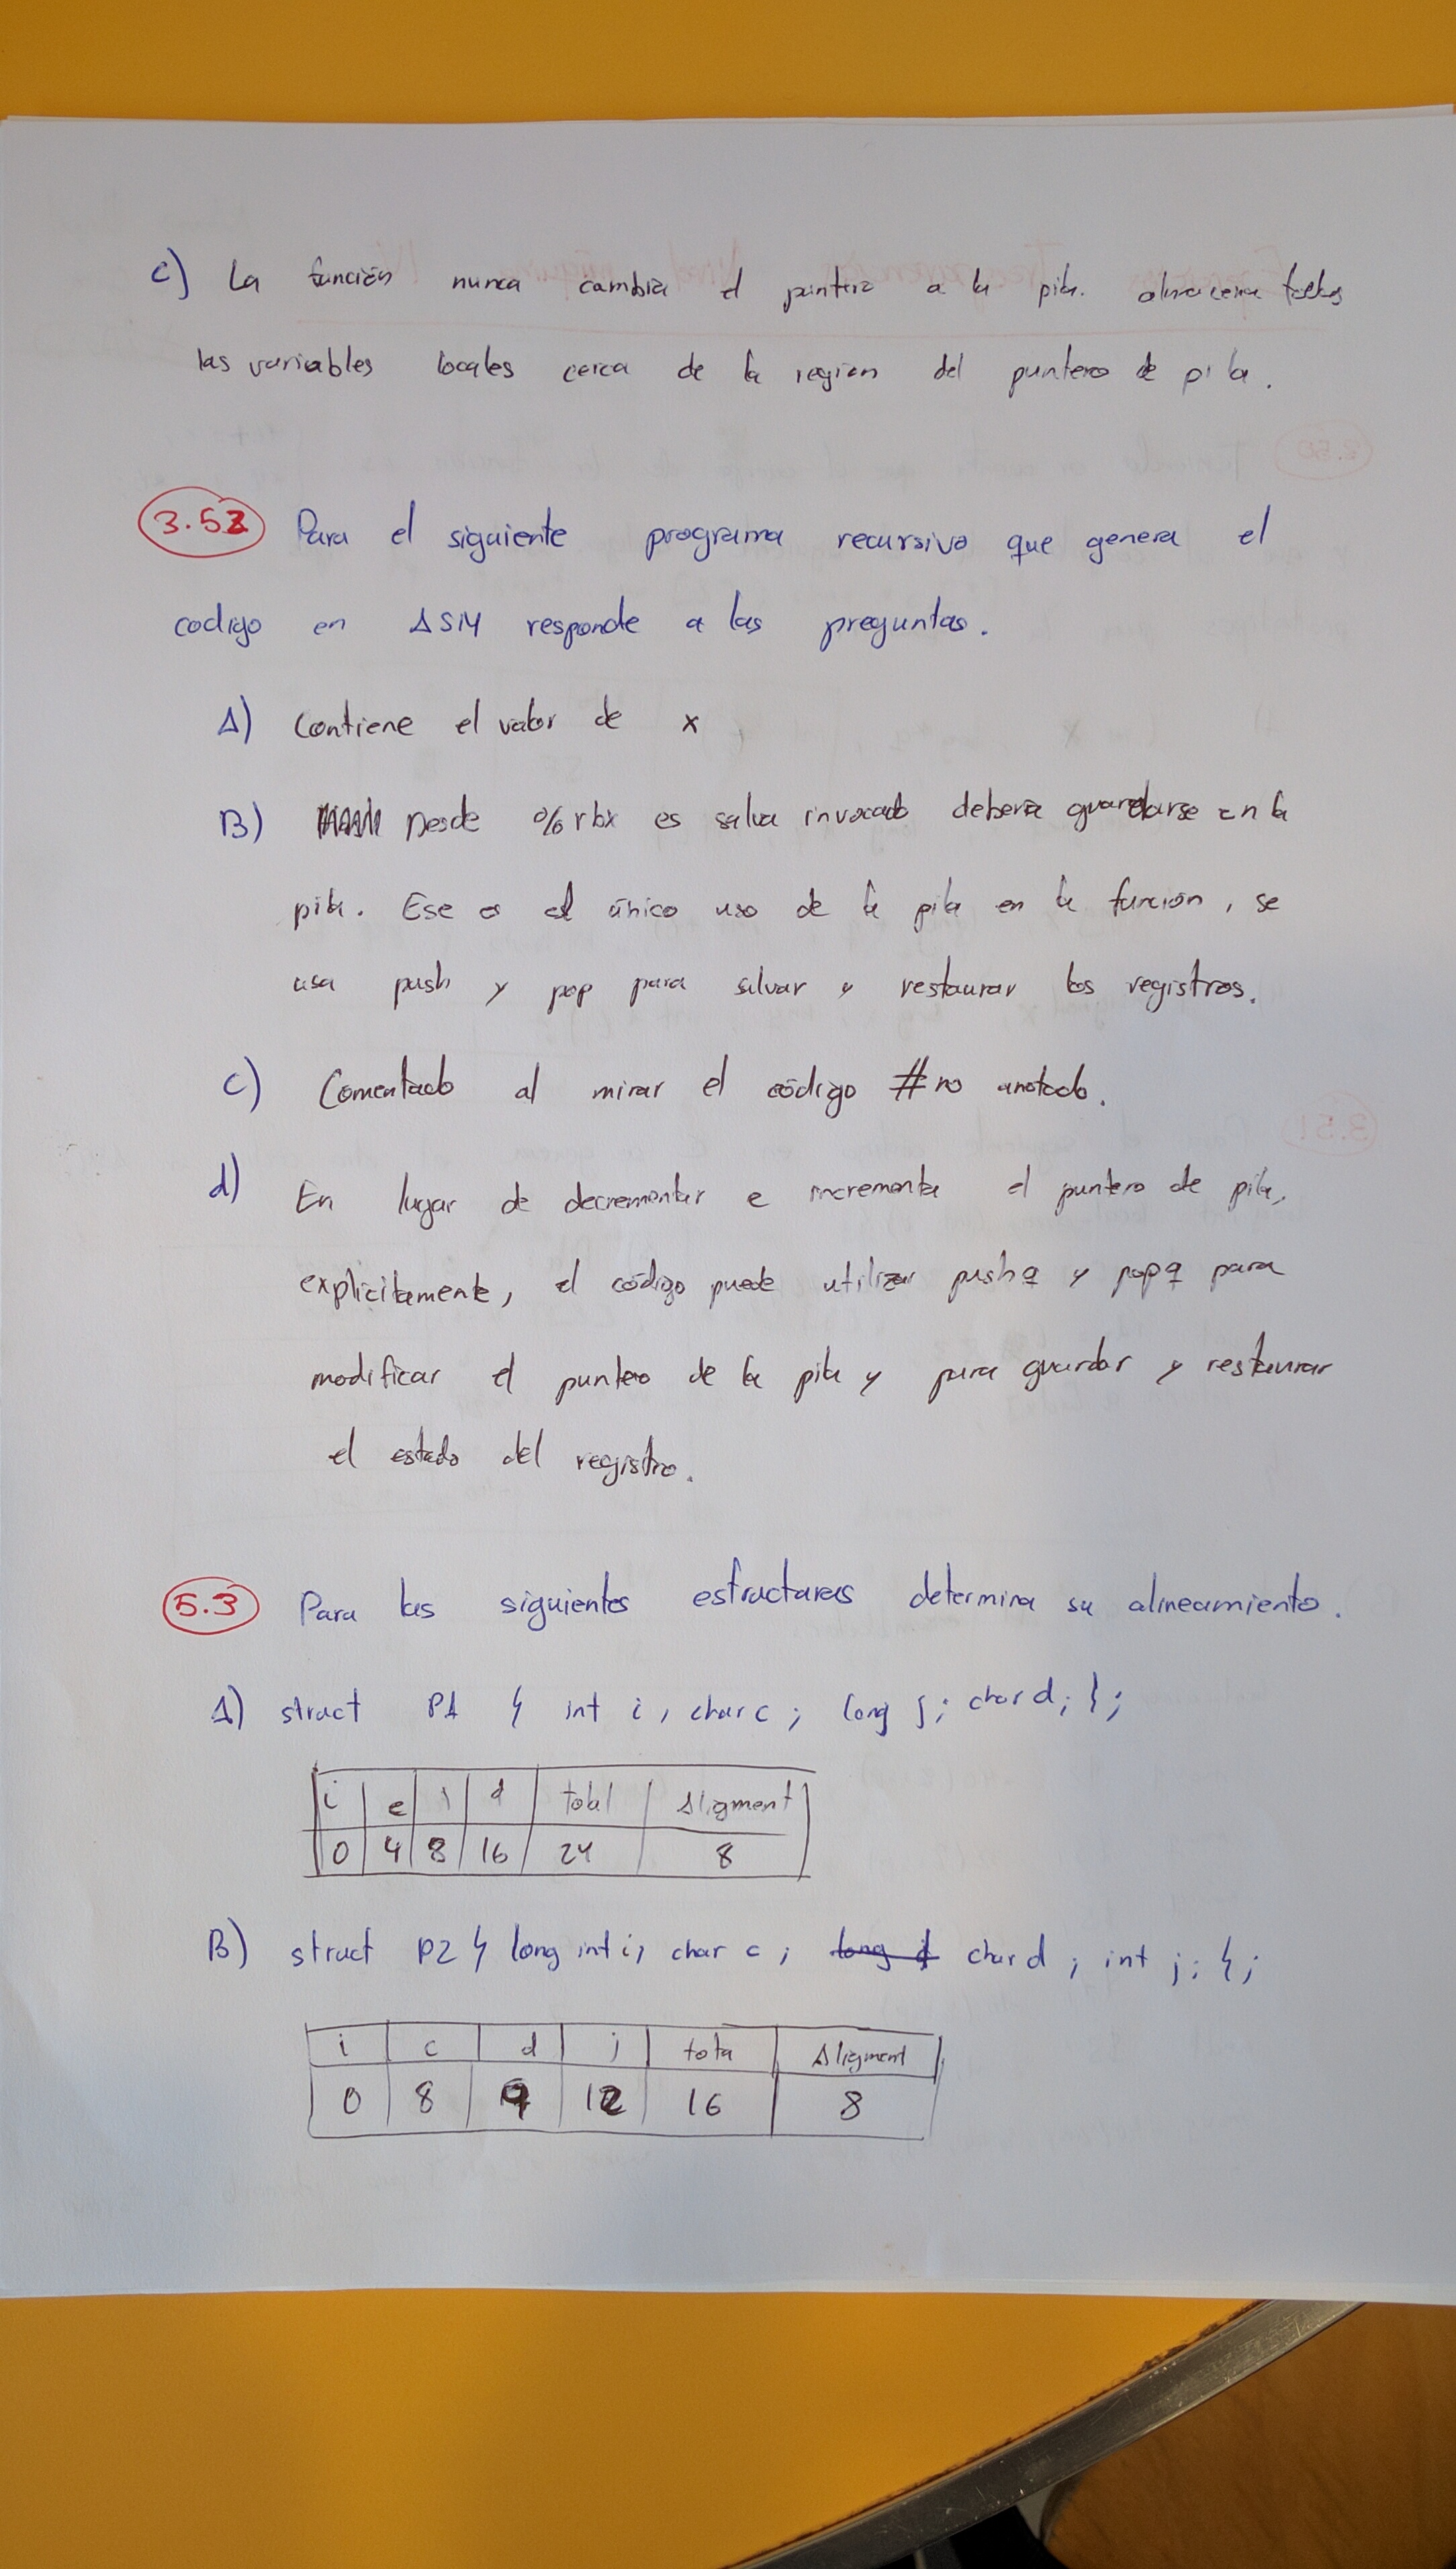 c) La función nunca cambia el puntero a la pila. almacena todas
las variables locales cerca de la region del puntero de pila.
3.52 Para el siguiente programa recursivo que genera el
codigo en ASM responde a las preguntas.
A) Contiene el valor de x
B) Desde %rbx es salva invocado deberia guardarse en la
pila. Ese es el único uso de la pila en la función, se
usa push y pop para salvar y restaurar los registros.
C) Comentado al mirar el código #no anotado.
d) En lugar de decrementar e incrementa el puntero de pila,
explicitamente, el código puede utilizar pushq y popq para
modificar el puntero de la pila y para guardar y restaurar
el estado del registro.
5.3 Para las siguientes estructuras determina su alineamiento.
A) struct P1 { int i, char c; long j; char d; };
i c j d total Aligment
0 4 8 16 24 8
B) struct P2 { long int i, char c; char d; int j; };
i c d j tota Aligment
0 8 9 12 16 8